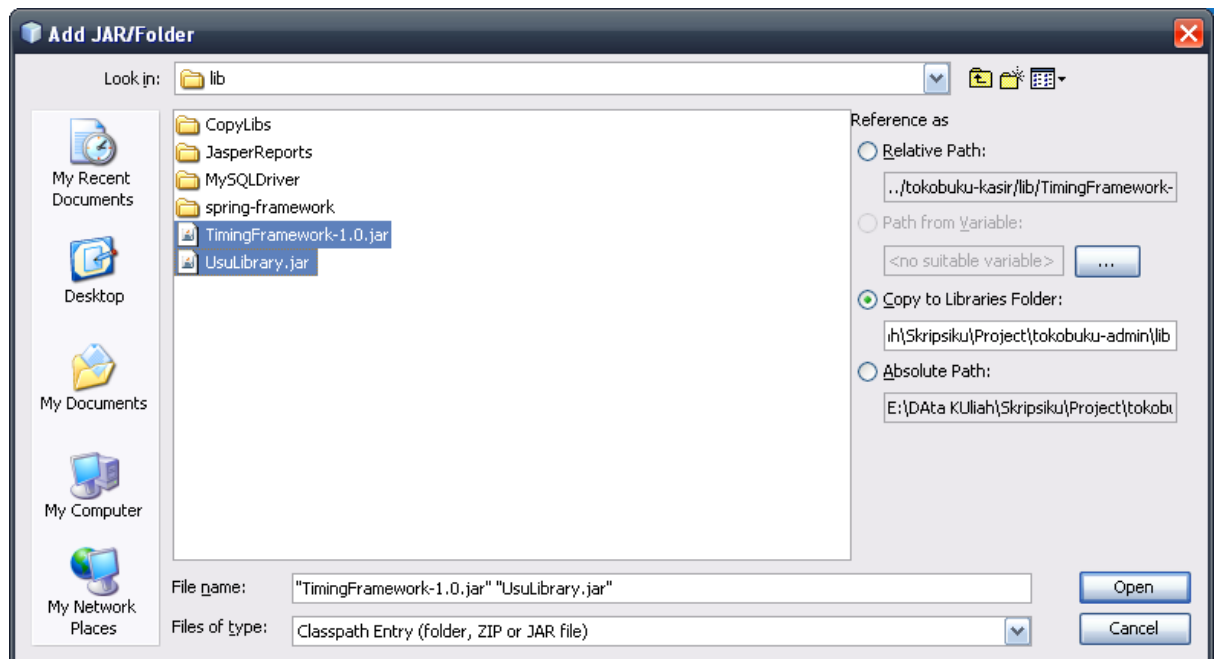 Add JAR/Folder
Look in:
lib
My Recent
Documents
Desktop
My Documents
My Computer
My Network
Places
CopyLibs
JasperReports
MySQLDriver
spring-framework
TimingFramework-1.0.jar
UsuLibrary.jar
Reference as
Relative Path:
../tokobuku-kasir/lib/TimingFramework-
Path from Variable:
<no suitable variable>
...
Copy to Libraries Folder:
\Skripsiku\Project\tokobuku-admin\lib
Absolute Path:
E:\DAta KUliah\Skripsiku\Project\tokobu
File name:
"TimingFramework-1.0.jar" "UsuLibrary.jar"
Open
Files of type:
Classpath Entry (folder, ZIP or JAR file)
Cancel